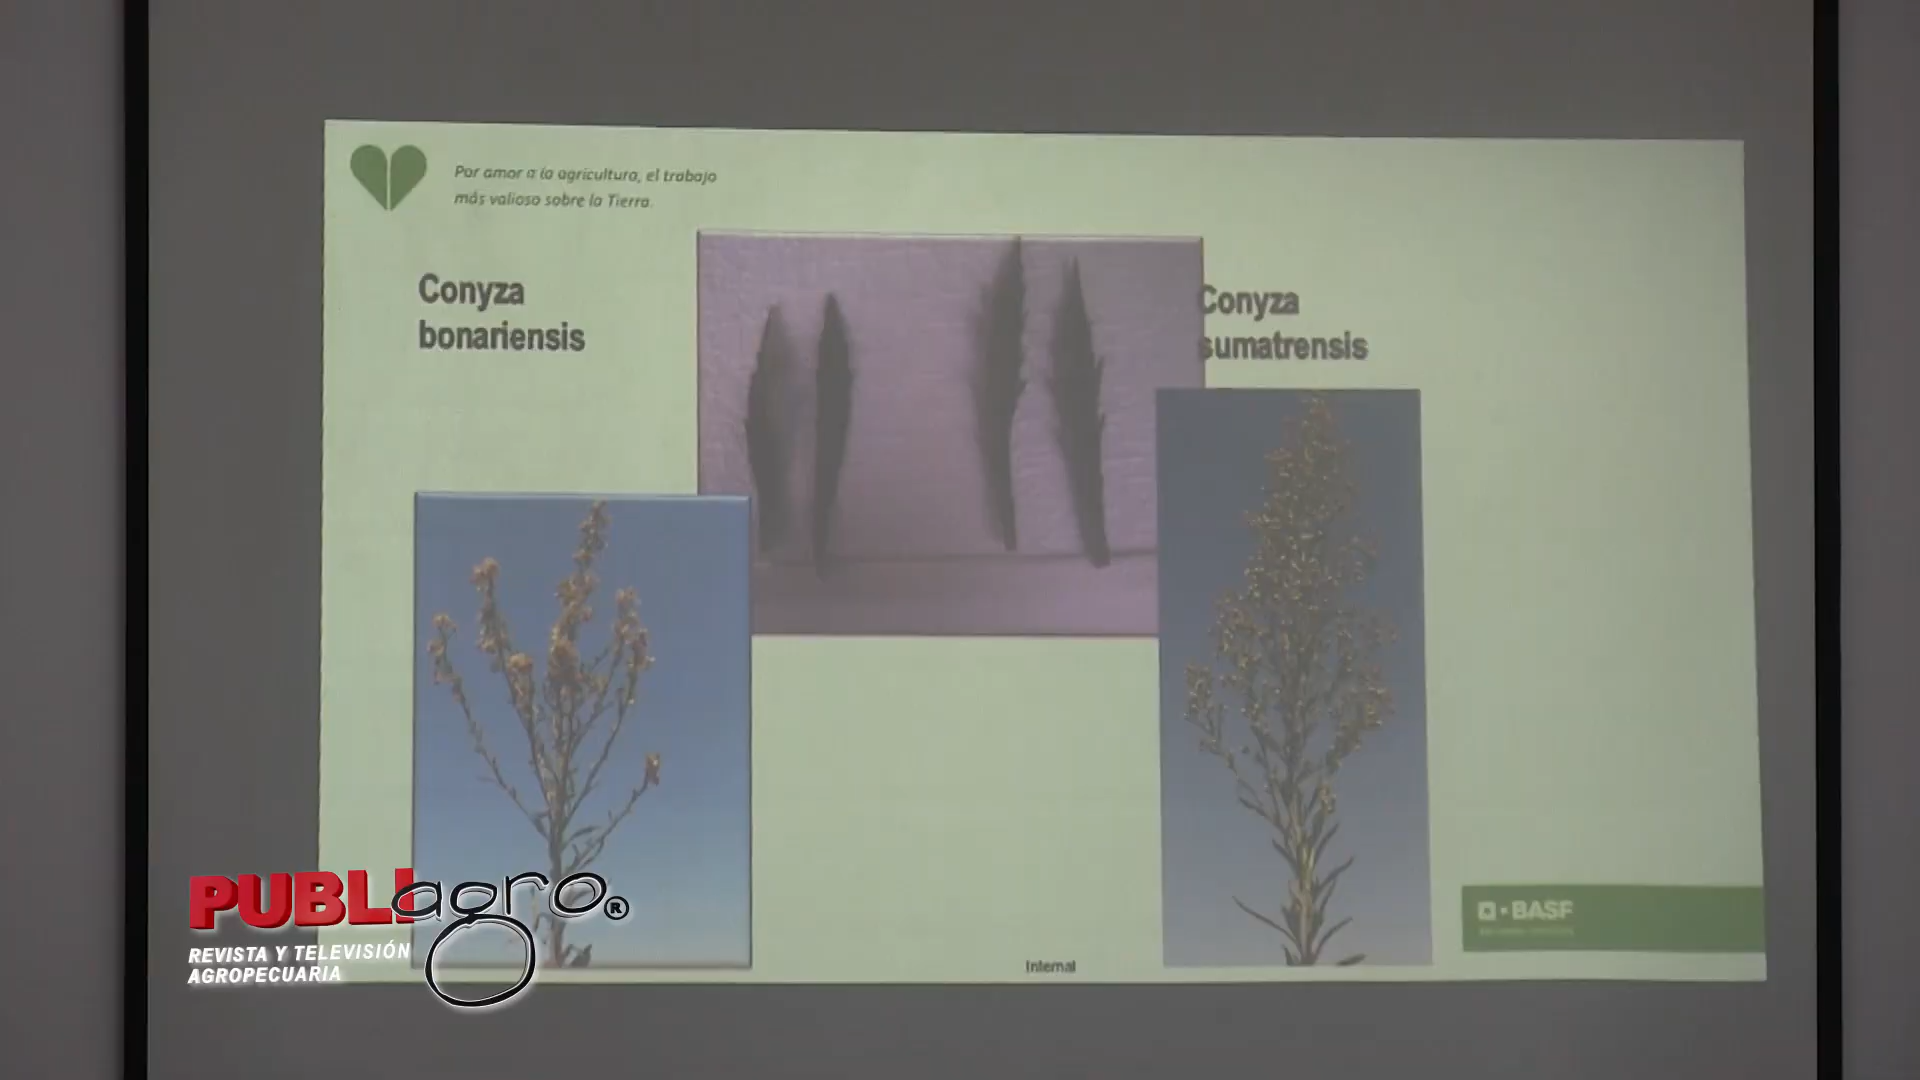 Por amor a la agricultura, el trabajo
más valioso sobre la Tierra.
Conyza
bonariensis
Conyza
sumatrensis
BASF
Internal
PUBLIagro®
REVISTA Y TELEVISIÓN
AGROPECUARIA